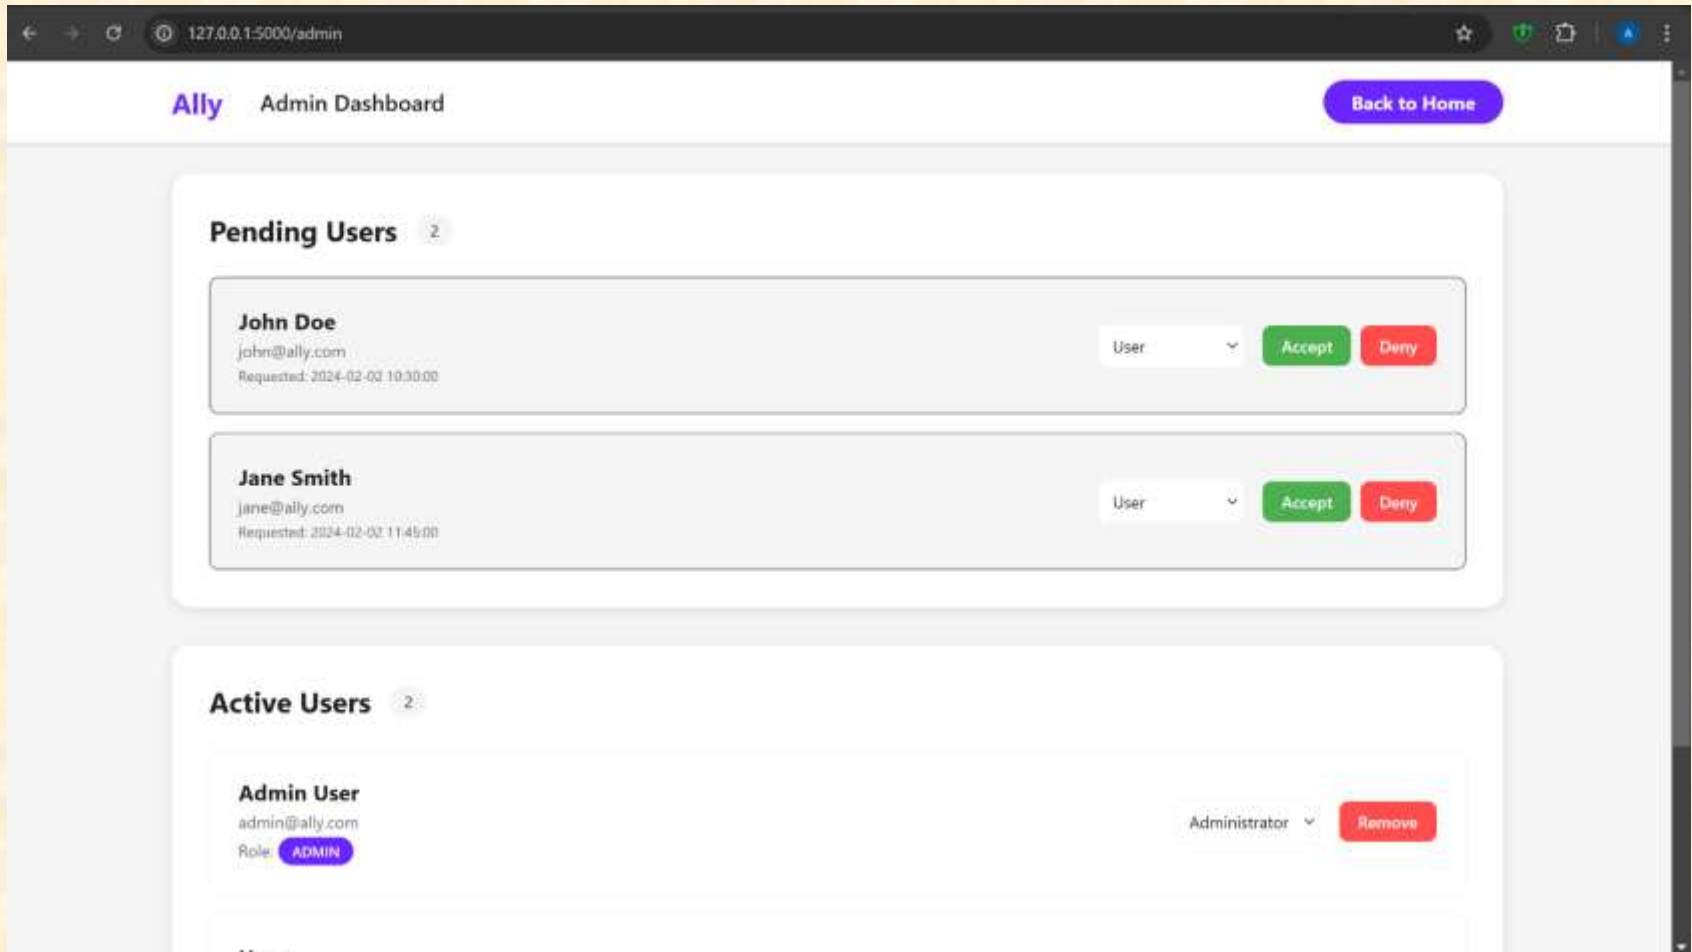 127.0.0.1:5000/admin
A
Ally Admin Dashboard Back to Home
Pending Users 2
John Doe
john@ally.com
Requested: 2024-02-02 10:30:00
User Accept Deny
Jane Smith
jane@ally.com
Requested: 2024-02-02 11:45:00
User Accept Deny
Active Users 2
Admin User
admin@ally.com
Role: ADMIN
Administrator Remove